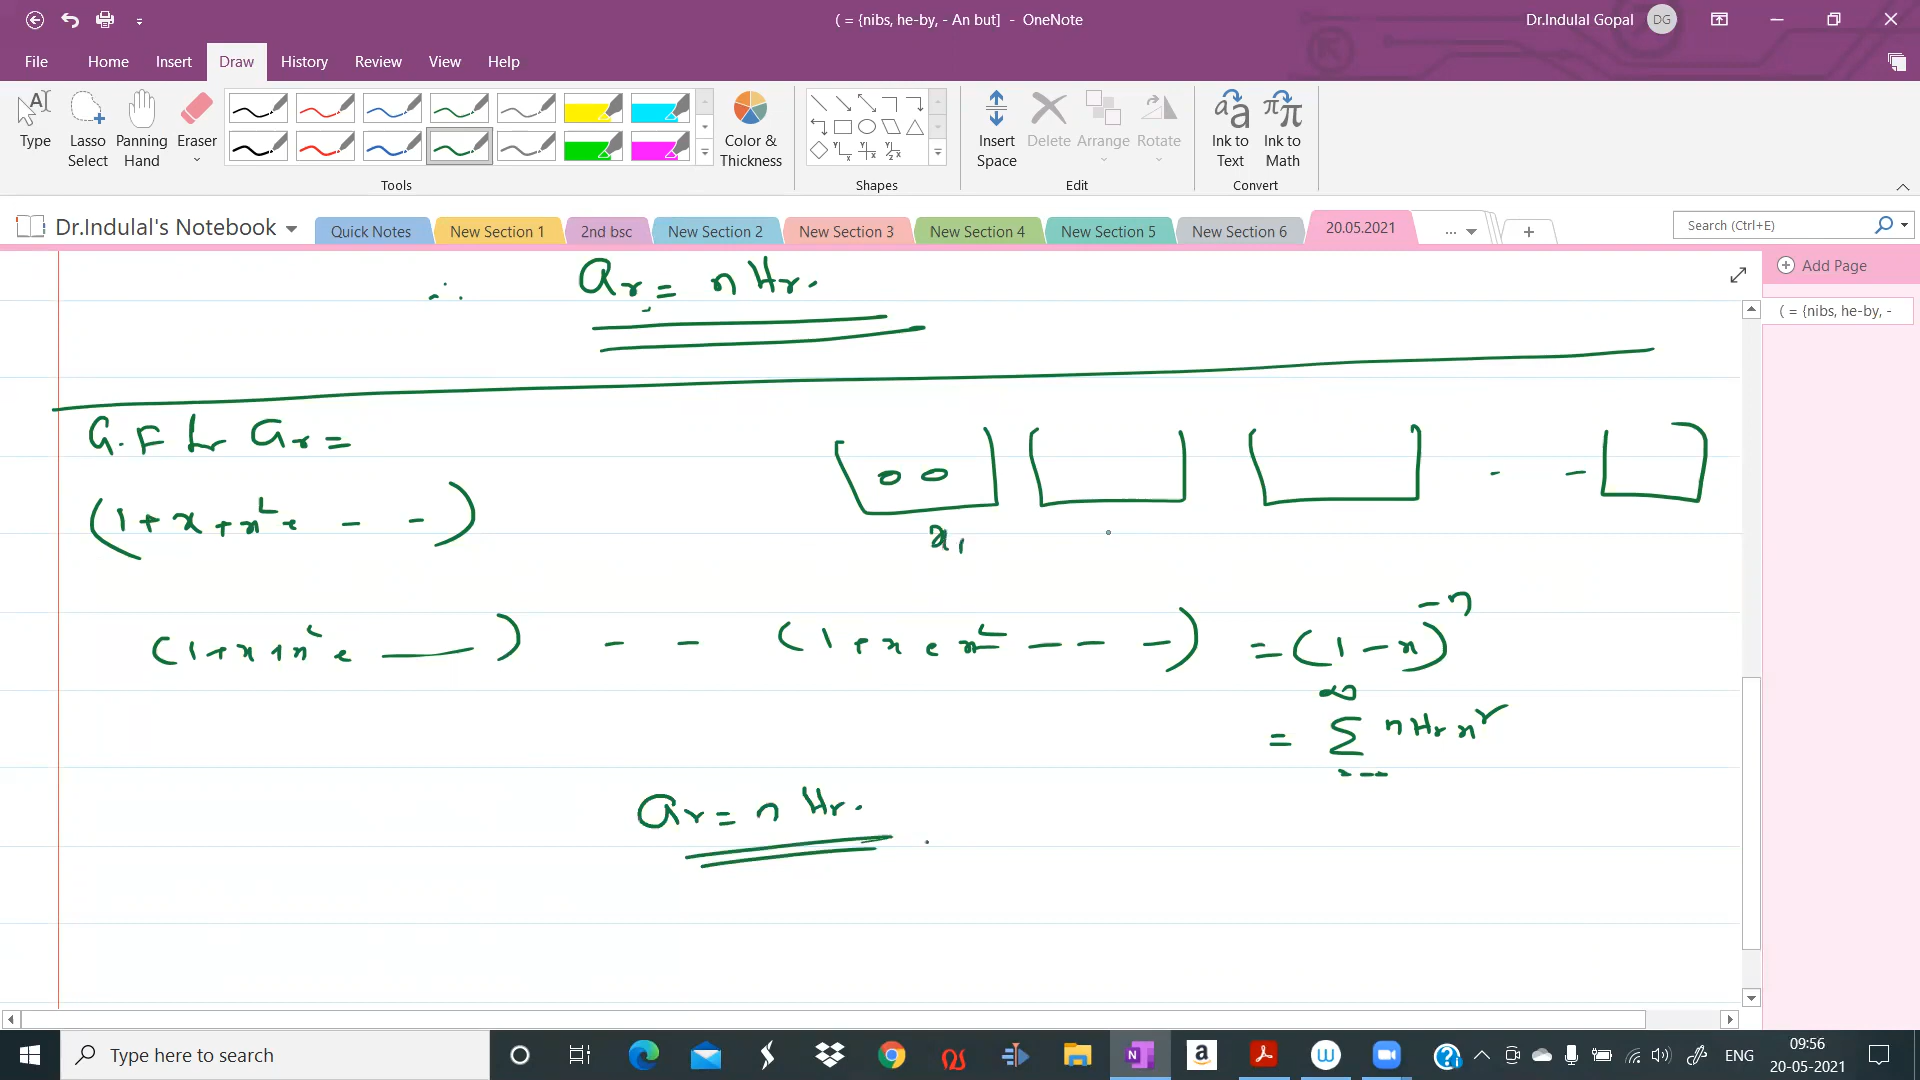 ( = {nibs, he-by, - An but] - OneNote
Dr.Indulal Gopal DG
File Home Insert Draw History Review View Help
Type
Lasso Select
Panning Hand
Eraser
Color & Thickness
Insert Space
Delete
Arrange
Rotate
Ink to Text
Ink to Math
Tools Shapes Edit Convert
Dr.Indulal's Notebook
Quick Notes New Section 1 2nd bsc New Section 2 New Section 3 New Section 4 New Section 5 New Section 6 20.05.2021 ...
Search (Ctrl+E)
Add Page
( = {nibs, he-by, -
∴ ar = nHr.
G.F for ar =
(1 + x + x² + - - )
x₁
(1 + x + x² + —) - - (1 + x + x² - - -) = (1 - x)^-n
= ∑ ∞ nHr x^r
ar = nHr.
Type here to search
ENG
09:56
20-05-2021